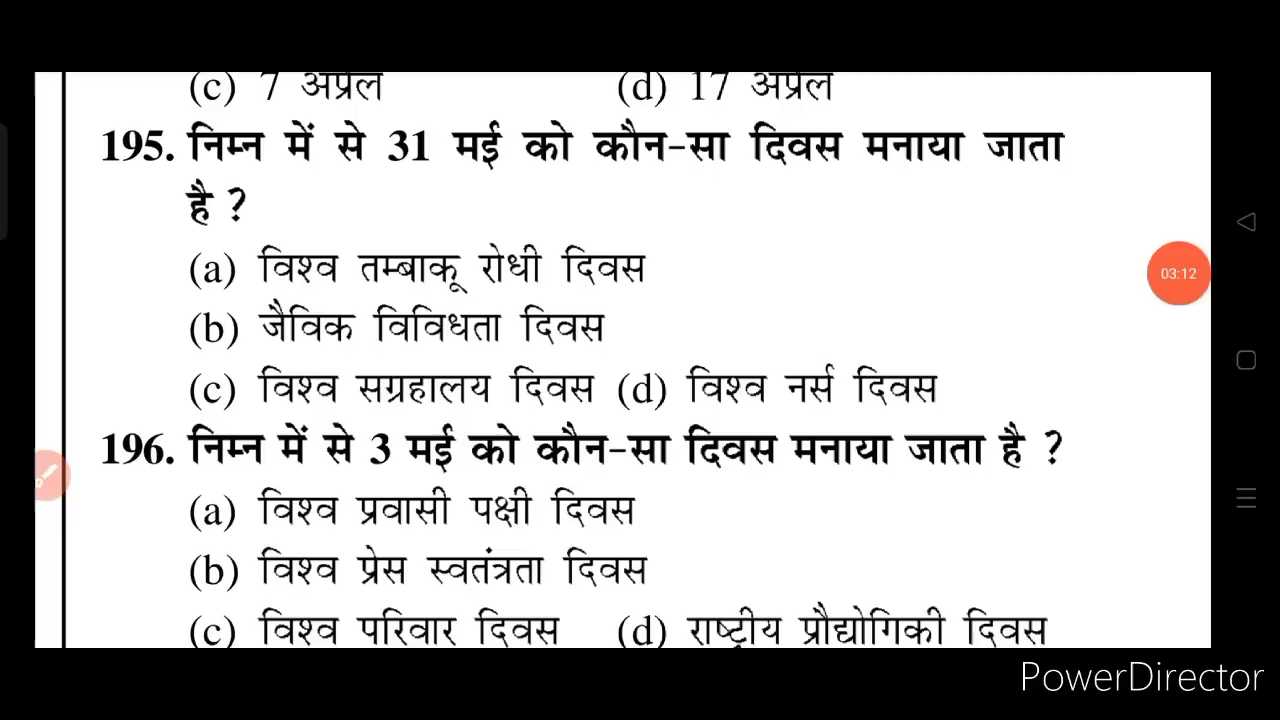 (c) 7 अप्रैल (d) 17 अप्रैल
195. निम्न में से 31 मई को कौन-सा दिवस मनाया जाता
है ?
(a) विश्व तम्बाकू रोधी दिवस
(b) जैविक विविधता दिवस
(c) विश्व सग्रहालय दिवस (d) विश्व नर्स दिवस
03:12
196. निम्न में से 3 मई को कौन-सा दिवस मनाया जाता है ?
(a) विश्व प्रवासी पक्षी दिवस
(b) विश्व प्रेस स्वतंत्रता दिवस
(c) विश्व परिवार दिवस (d) राष्ट्रीय प्रौद्योगिकी दिवस
PowerDirector